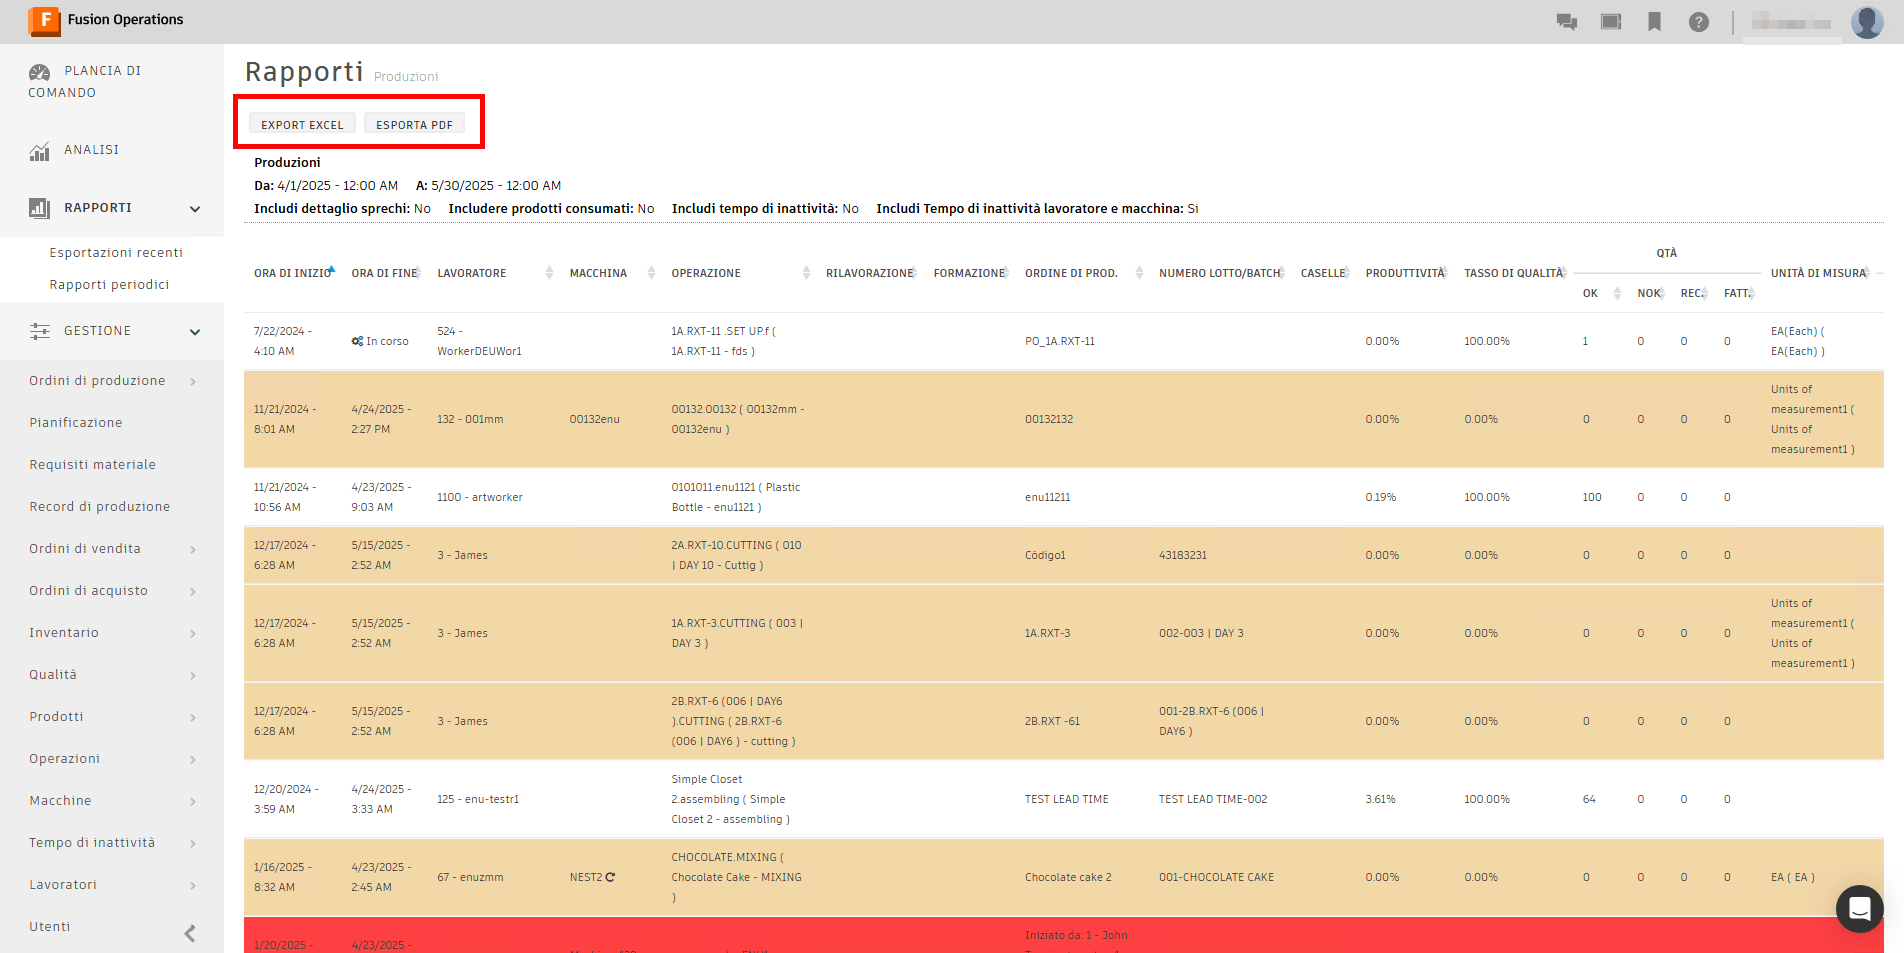 Fusion Operations
PLANCIA DI
COMANDO
ANALISI
RAPPORTI
Esportazioni recenti
Rapporti periodici
GESTIONE
Ordini di produzione
Pianificazione
Requisiti materiale
Record di produzione
Ordini di vendita
Ordini di acquisto
Inventario
Qualità
Prodotti
Operazioni
Macchine
Tempo di inattività
Lavoratori
Utenti
Rapporti Produzioni
EXPORT EXCEL ESPORTA PDF
Produzioni
Da: 4/1/2025 - 12:00 AM A: 5/30/2025 - 12:00 AM
Includi dettaglio sprechi: No Includere prodotti consumati: No Includi tempo di inattività: No Includi Tempo di inattività lavoratore e macchina: Sì
QTÀ
ORA DI INIZIO ORA DI FINE LAVORATORE MACCHINA OPERAZIONE RILAVORAZIONE FORMAZIONE ORDINE DI PROD. NUMERO LOTTO/BATCH CASELLE PRODUTTIVITÀ TASSO DI QUALITÀ UNITÀ DI MISURA
OK NOK REC. FATT.
7/22/2024 - 524 - 1A.RXT-11 .SET UP.f ( EA(Each) (
In corso PO_1A.RXT-11 0.00% 100.00% 1 0 0 0
4:10 AM WorkerDEUWor1 1A.RXT-11 - fds ) EA(Each) )
Units of
11/21/2024 - 4/24/2025 - 00132.00132 ( 00132mm - measurement1 (
132 - 001mm 00132enu 00132132 0.00% 0.00% 0 0 0 0
8:01 AM 2:27 PM 00132enu ) Units of
measurement1 )
11/21/2024 - 4/23/2025 - 0101011.enu1121 ( Plastic
1100 - artworker enu11211 0.19% 100.00% 100 0 0 0
10:56 AM 9:03 AM Bottle - enu1121 )
12/17/2024 - 5/15/2025 - 2A.RXT-10.CUTTING ( 010
3 - James Código1 43183231 0.00% 0.00% 0 0 0 0
6:28 AM 2:52 AM | DAY 10 - Cuttig )
Units of
12/17/2024 - 5/15/2025 - 1A.RXT-3.CUTTING ( 003 | measurement1 (
3 - James 1A.RXT-3 002-003 | DAY 3 0.00% 0.00% 0 0 0 0
6:28 AM 2:52 AM DAY 3 ) Units of
measurement1 )
12/17/2024 - 5/15/2025 - 2B.RXT-6 (006 | DAY6 001-2B.RXT-6 (006 |
3 - James ).CUTTING ( 2B.RXT-6 2B.RXT -61 0.00% 0.00% 0 0 0 0
6:28 AM 2:52 AM (006 | DAY6 ) - cutting ) DAY6 )
Simple Closet
12/20/2024 - 4/24/2025 - 2.assembling ( Simple
125 - enu-testr1 TEST LEAD TIME TEST LEAD TIME-002 3.61% 100.00% 64 0 0 0
3:59 AM 3:33 AM Closet 2 - assembling )
CHOCOLATE.MIXING (
1/16/2025 - 4/23/2025 - Chocolate Cake - MIXING
67 - enuzmm NEST2 Chocolate cake 2 001-CHOCOLATE CAKE 0.00% 0.00% 0 0 0 0 EA ( EA )
8:32 AM 2:45 AM )
Iniziato da: 1 - John
1/20/2025 - 4/23/2025 -